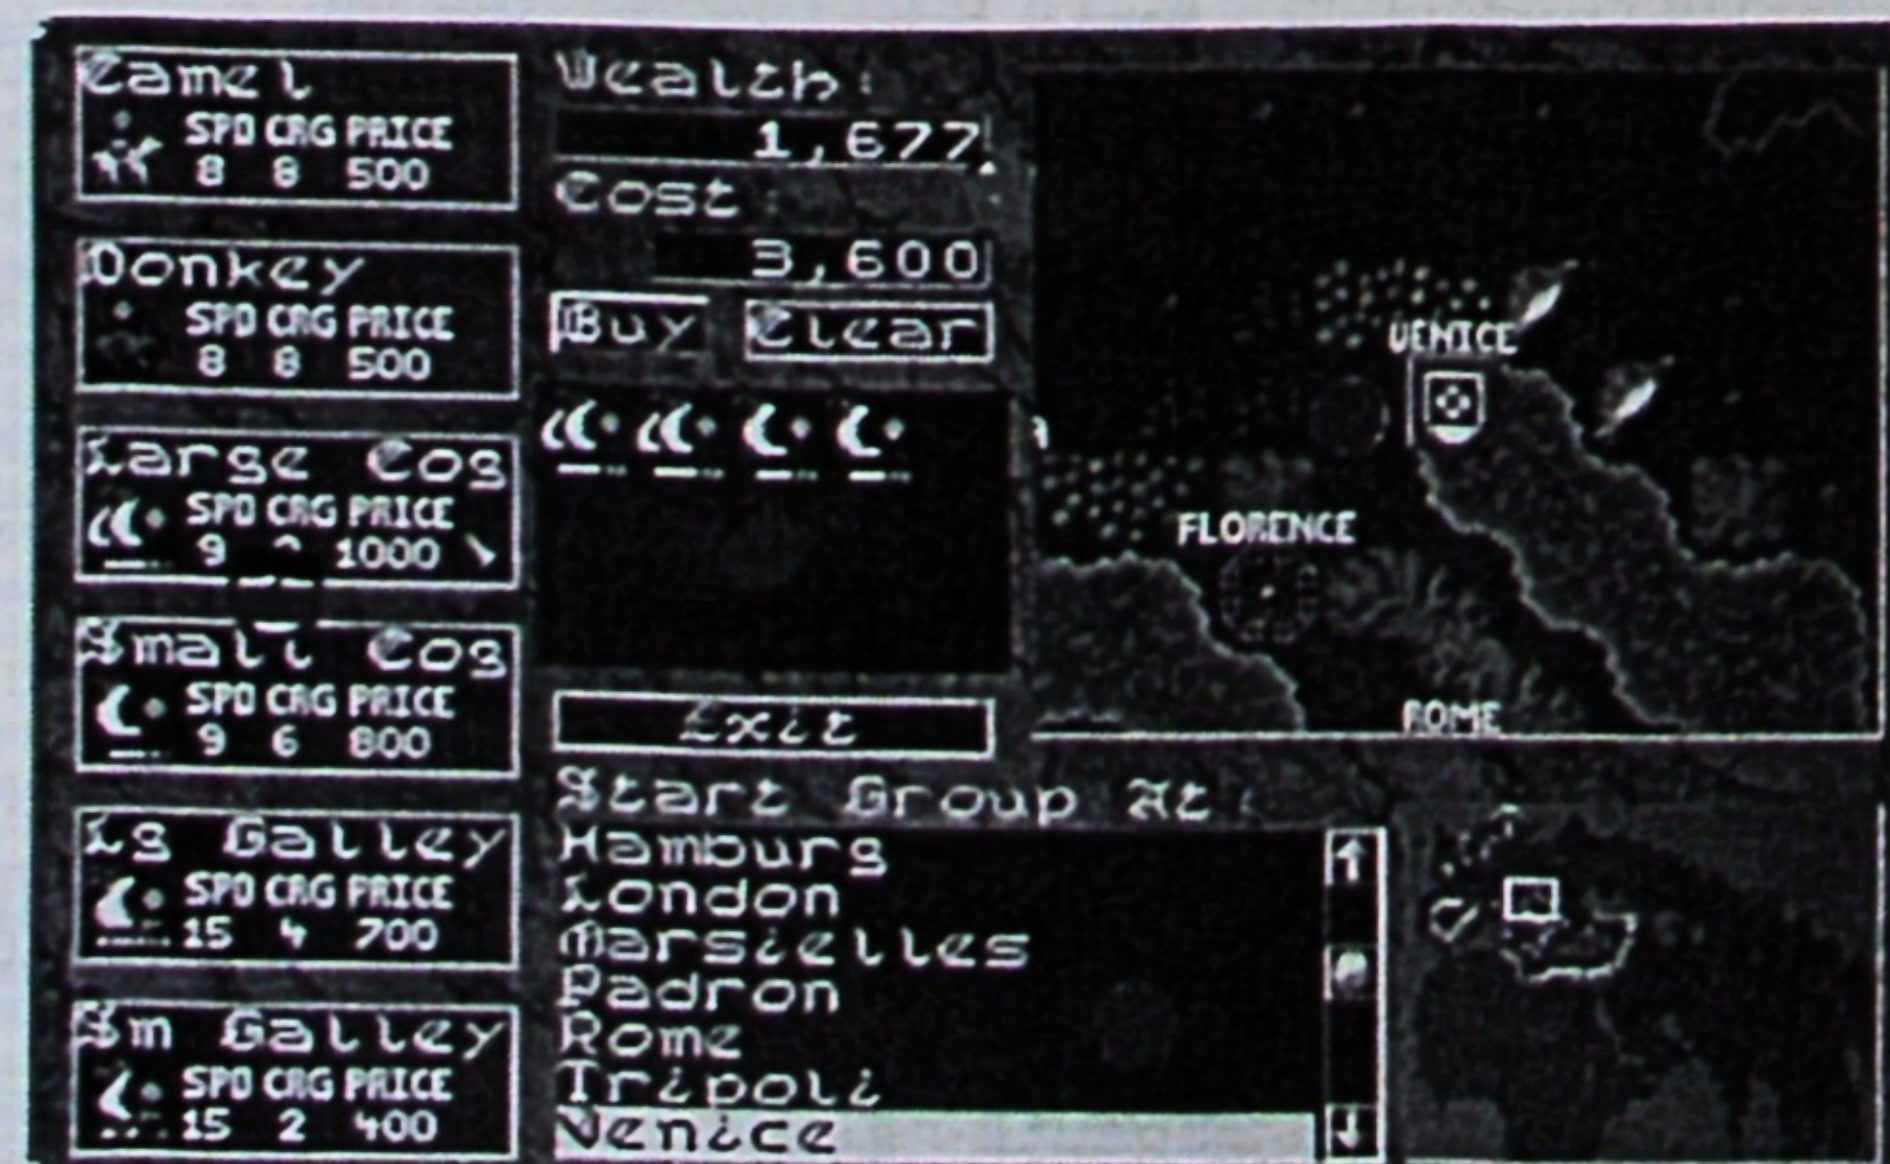 Camel
SPD CRG PRICE
8 8 500
Donkey
SPD CRG PRICE
8 8 500
Large Cog
SPD CRG PRICE
9 1000
Small Cog
SPD CRG PRICE
9 6 800
Lg Galley
SPD CRG PRICE
15 4 700
Sm Galley
SPD CRG PRICE
15 2 400
Wealth:
1,677
Cost:
3,600
Buy Clear
Exit
Start Group At:
Hamburg
London
Marsielles
Padron
Rome
Tripoli
Venice
VENICE
FLORENCE
ROME